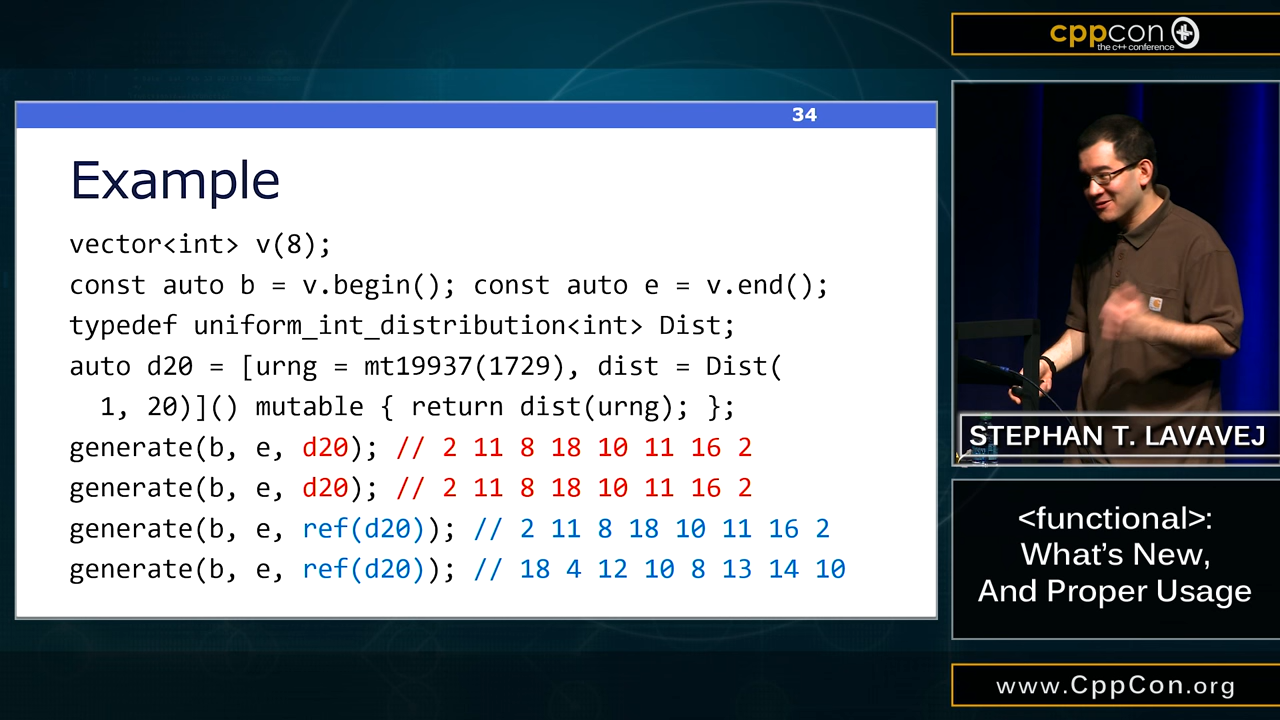 34
Example
vector<int> v(8);
const auto b = v.begin(); const auto e = v.end();
typedef uniform_int_distribution<int> Dist;
auto d20 = [urng = mt19937(1729), dist = Dist(
1, 20)]() mutable { return dist(urng); };
generate(b, e, d20); // 2 11 8 18 10 11 16 2
generate(b, e, d20); // 2 11 8 18 10 11 16 2
generate(b, e, ref(d20)); // 2 11 8 18 10 11 16 2
generate(b, e, ref(d20)); // 18 4 12 10 8 13 14 10
cppcon
the c++ conference
STEPHAN T. LAVAVEJ
<functional>:
What's New,
And Proper Usage
www.CppCon.org